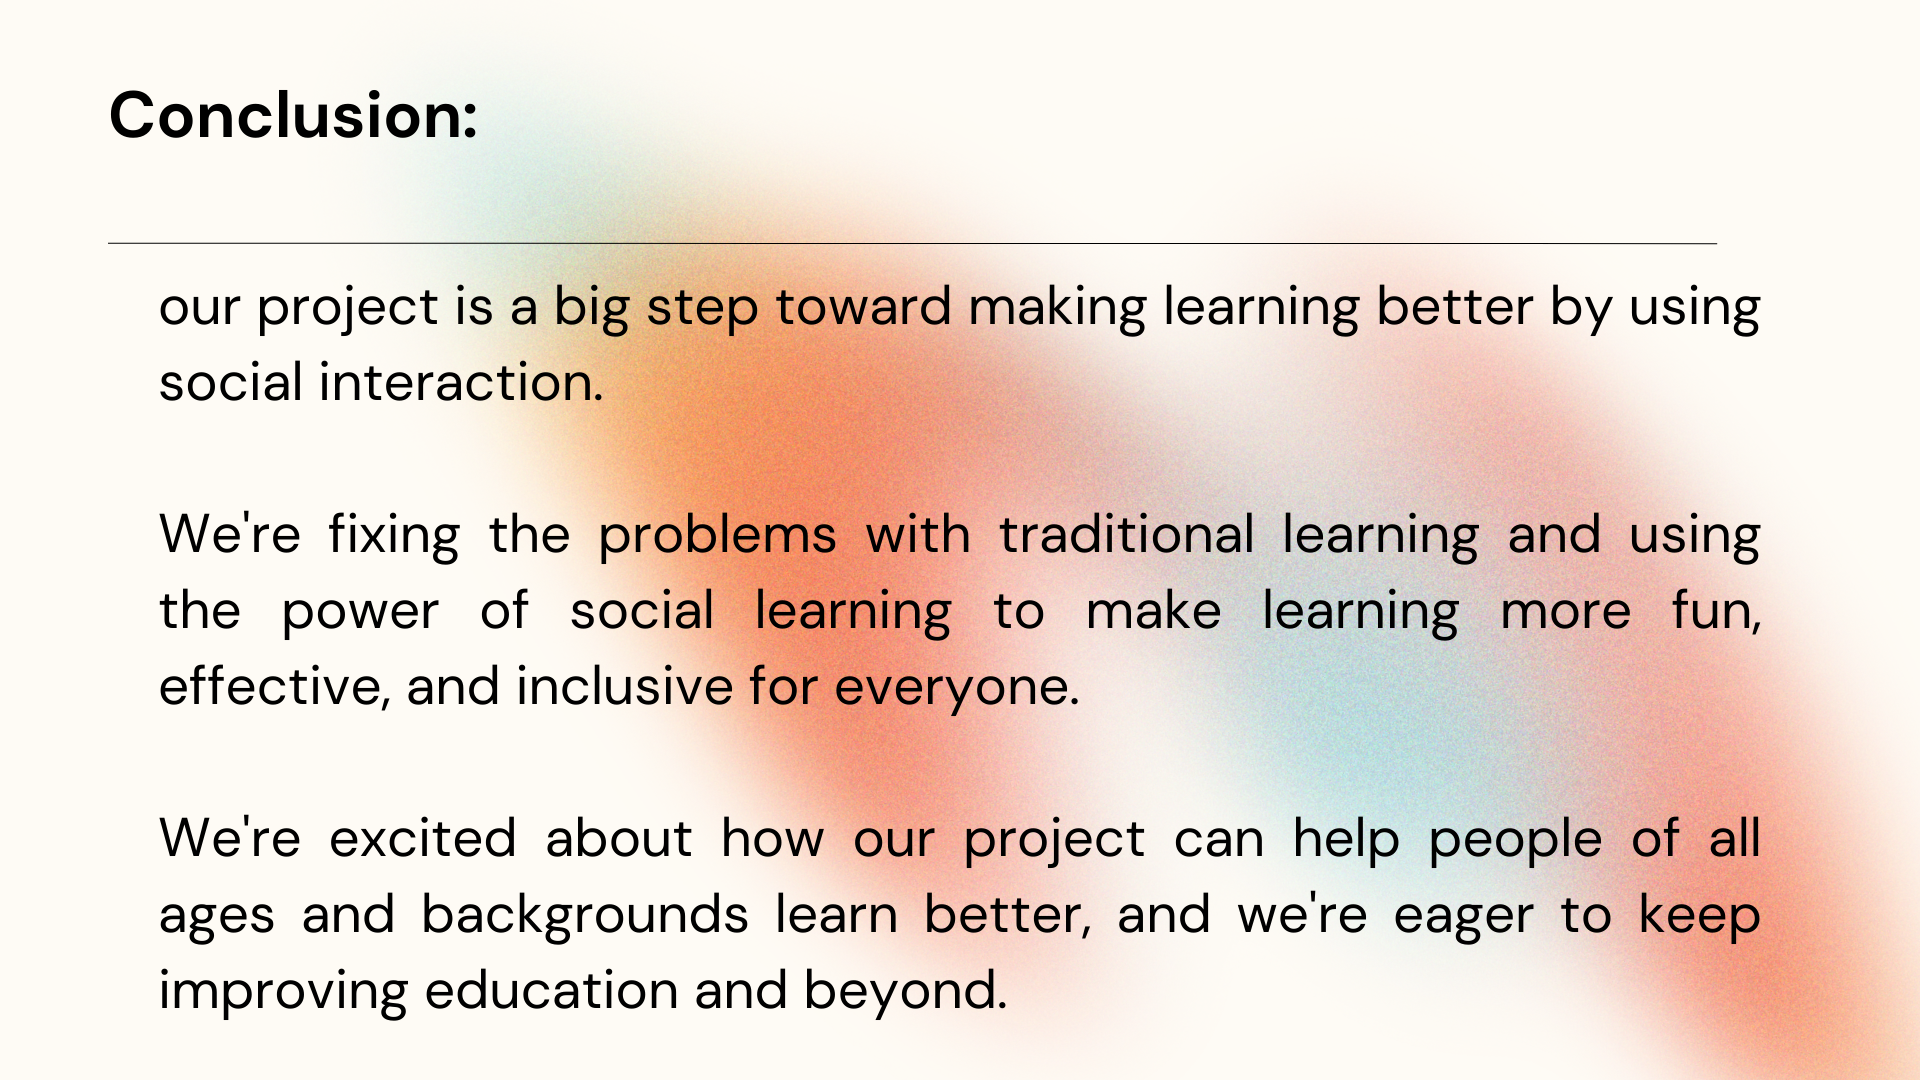 Conclusion:
our project is a big step toward making learning better by using
social interaction.
We're fixing the problems with traditional learning and using
the power of social learning to make learning more fun,
effective, and inclusive for everyone.
We're excited about how our project can help people of all
ages and backgrounds learn better, and we're eager to keep
improving education and beyond.